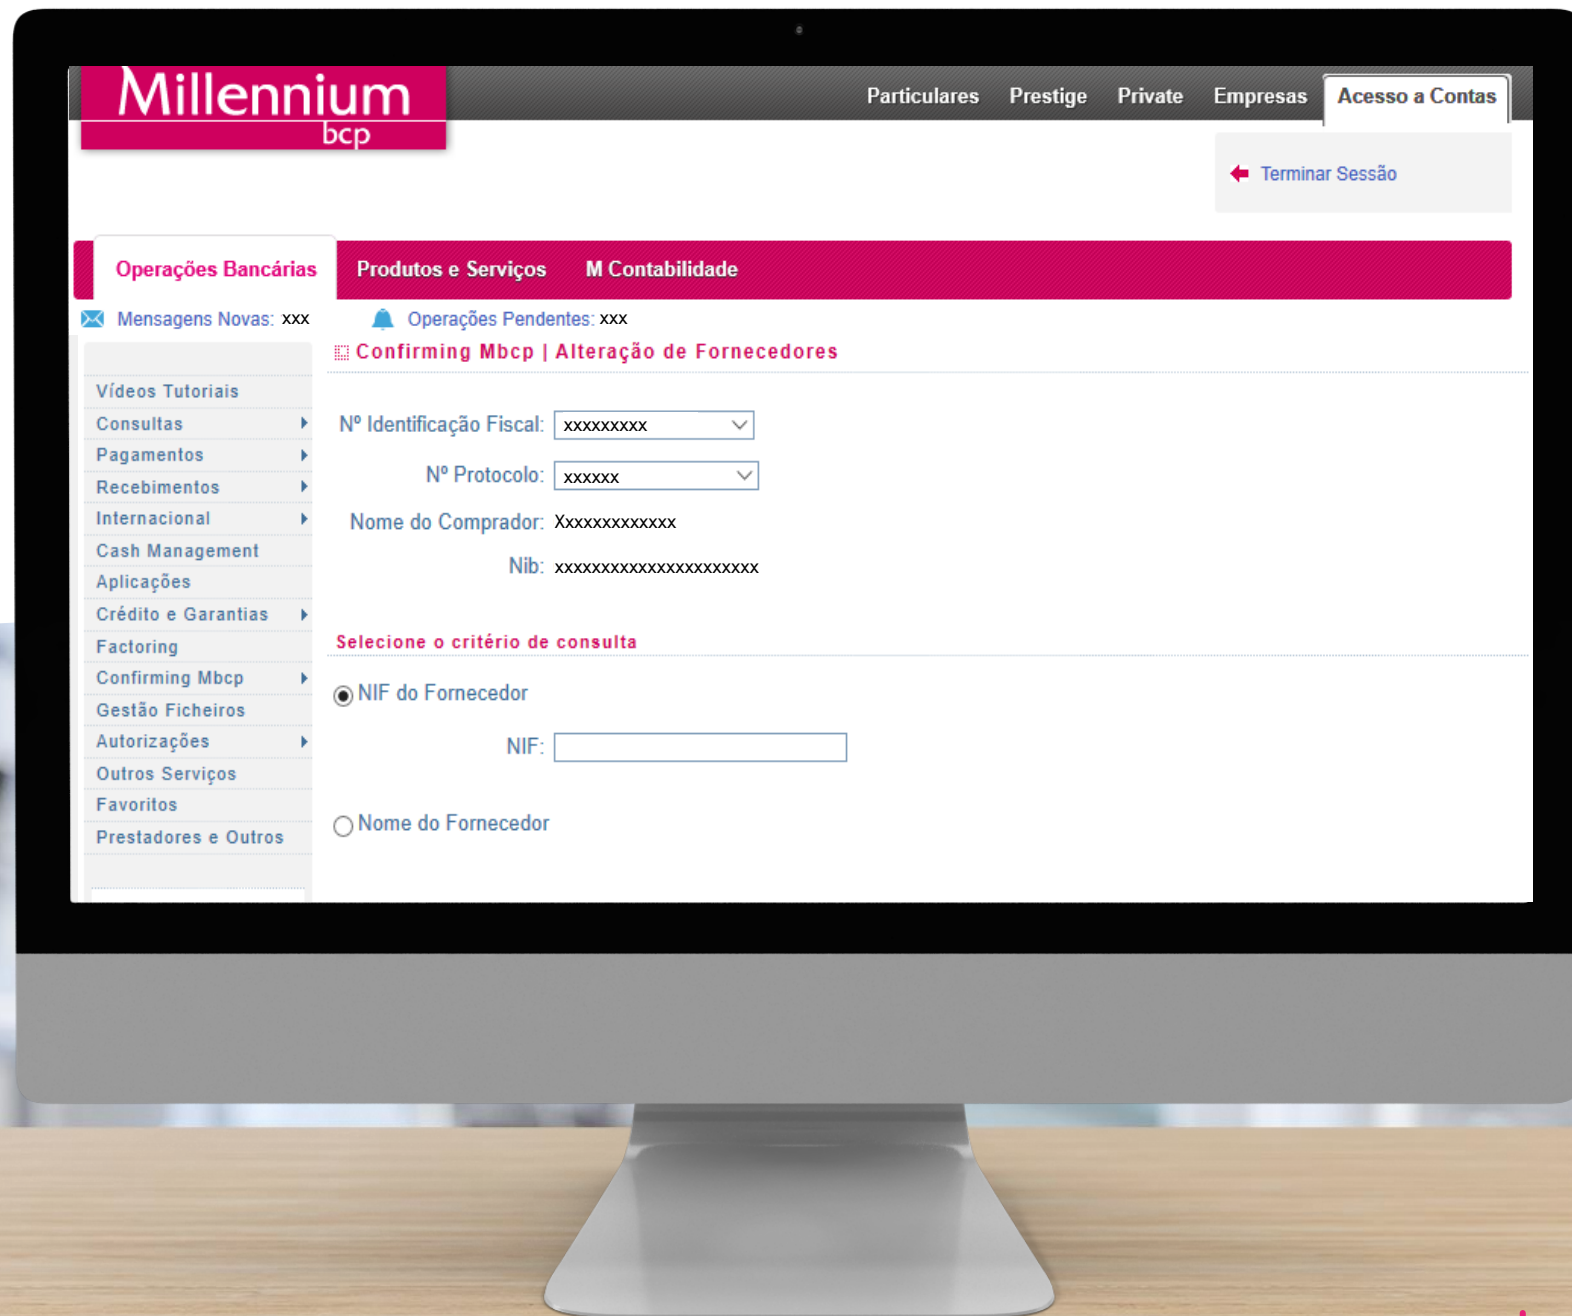 Millennium
bcp
Particulares Prestige Private Empresas Acesso a Contas
Terminar Sessão
Operações Bancárias Produtos e Serviços M Contabilidade
Mensagens Novas: xxx Operações Pendentes: xxx
Confirming Mbcp | Alteração de Fornecedores
Vídeos Tutoriais
Consultas
Pagamentos
Recebimentos
Internacional
Cash Management
Aplicações
Crédito e Garantias
Factoring
Confirming Mbcp
Gestão Ficheiros
Autorizações
Outros Serviços
Favoritos
Prestadores e Outros
Nº Identificação Fiscal: xxxxxxxxx
Nº Protocolo: xxxxxx
Nome do Comprador: Xxxxxxxxxxxxx
Nib: xxxxxxxxxxxxxxxxxxxxxx
Selecione o critério de consulta
NIF do Fornecedor
NIF:
Nome do Fornecedor